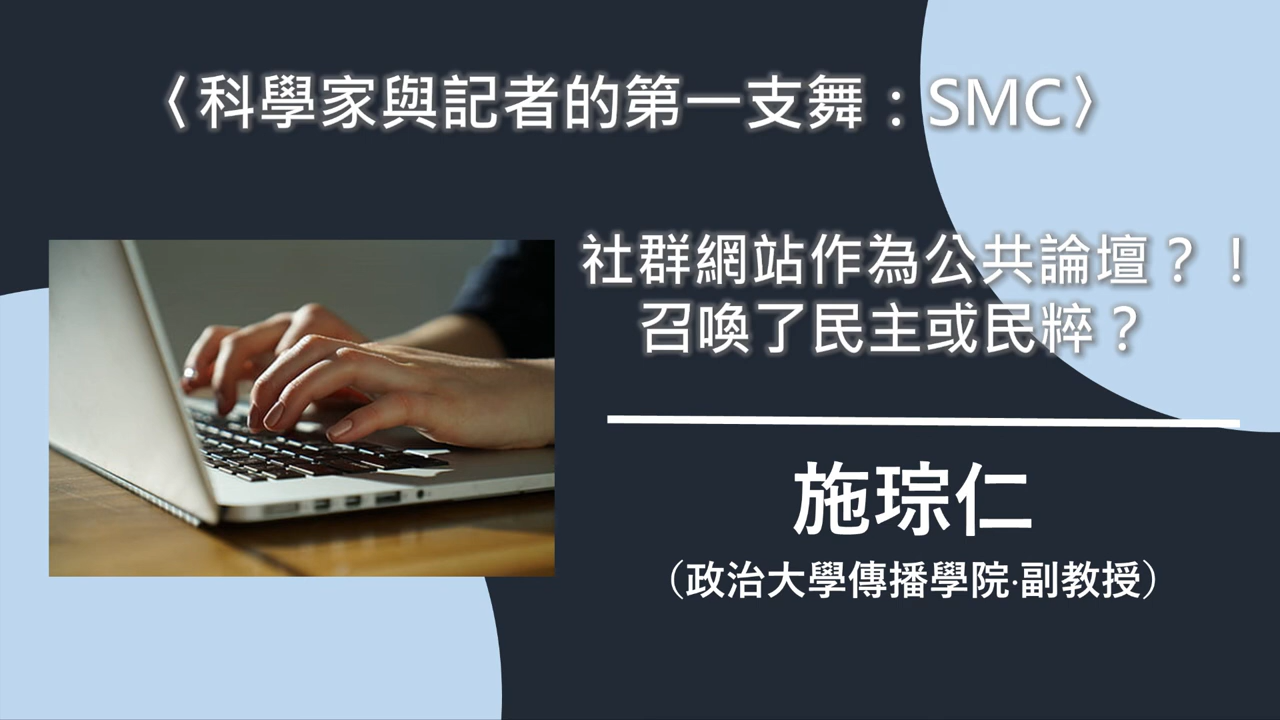 〈科學家與記者的第一支舞：SMC〉
社群網站作為公共論壇？！
召喚了民主或民粹？
施琮仁
（政治大學傳播學院·副教授）